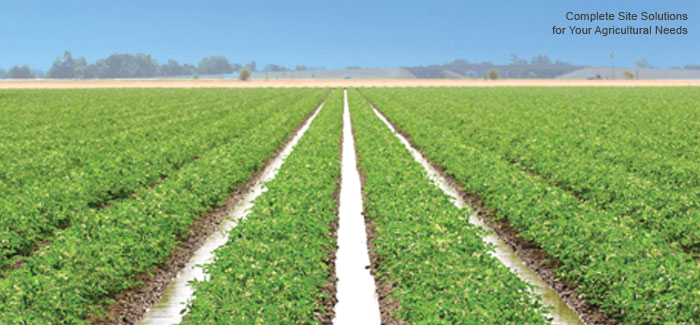 Complete Site Solutions
for Your Agricultural Needs